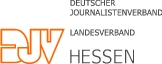 DEUTSCHER
JOURNALISTENVERBAND
DJV
LANDESVERBAND
HESSEN